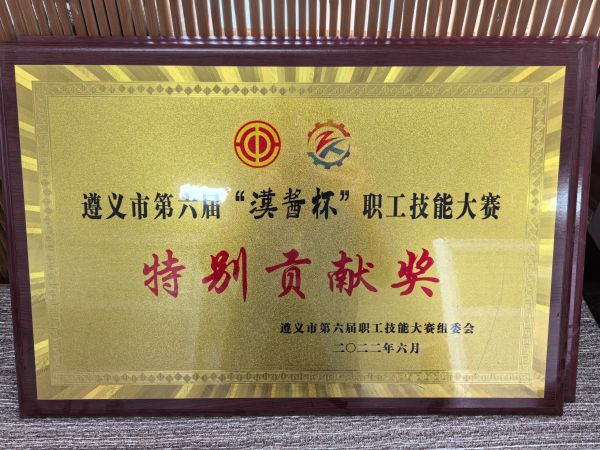 遵义市第六届“漢酱杯”职工技能大赛
特别贡献奖
遵义市第六届职工技能大赛组委会
二〇二二年六月